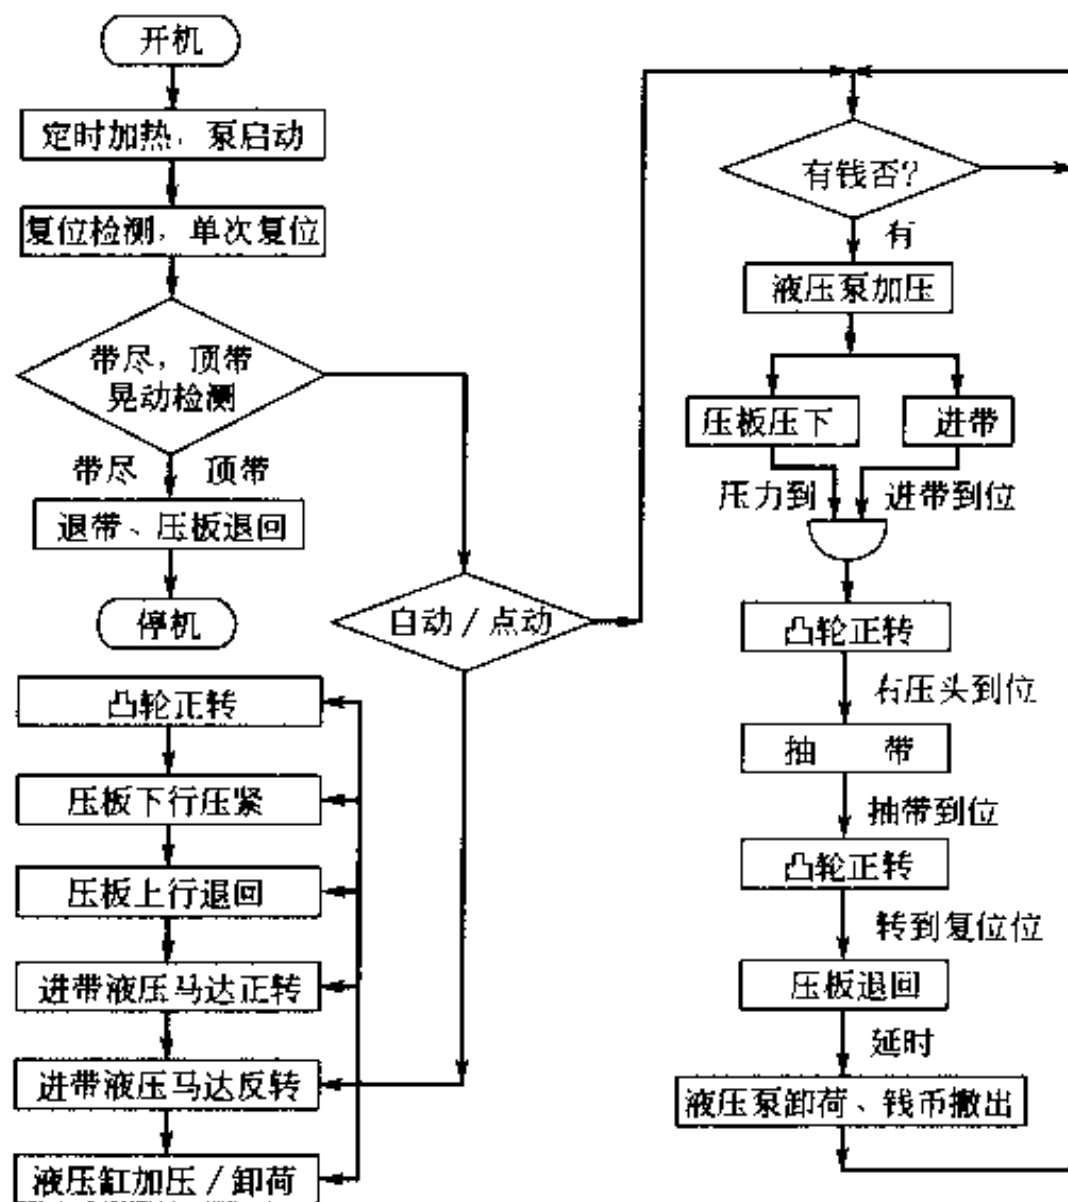 开机
定时加热，泵启动
复位检测，单次复位
带尽，顶带
晃动检测
带尽
顶带
退带、压板退回
停机
自动／点动
凸轮正转
压板下行压紧
压板上行退回
进带液压马达正转
进带液压马达反转
液压缸加压／卸荷
有钱否？
有
液压泵加压
压板压下
进带
压力到
进带到位
凸轮正转
右压头到位
抽 带
抽带到位
凸轮正转
转到复位位
压板退回
延时
液压泵卸荷、钱币撤出